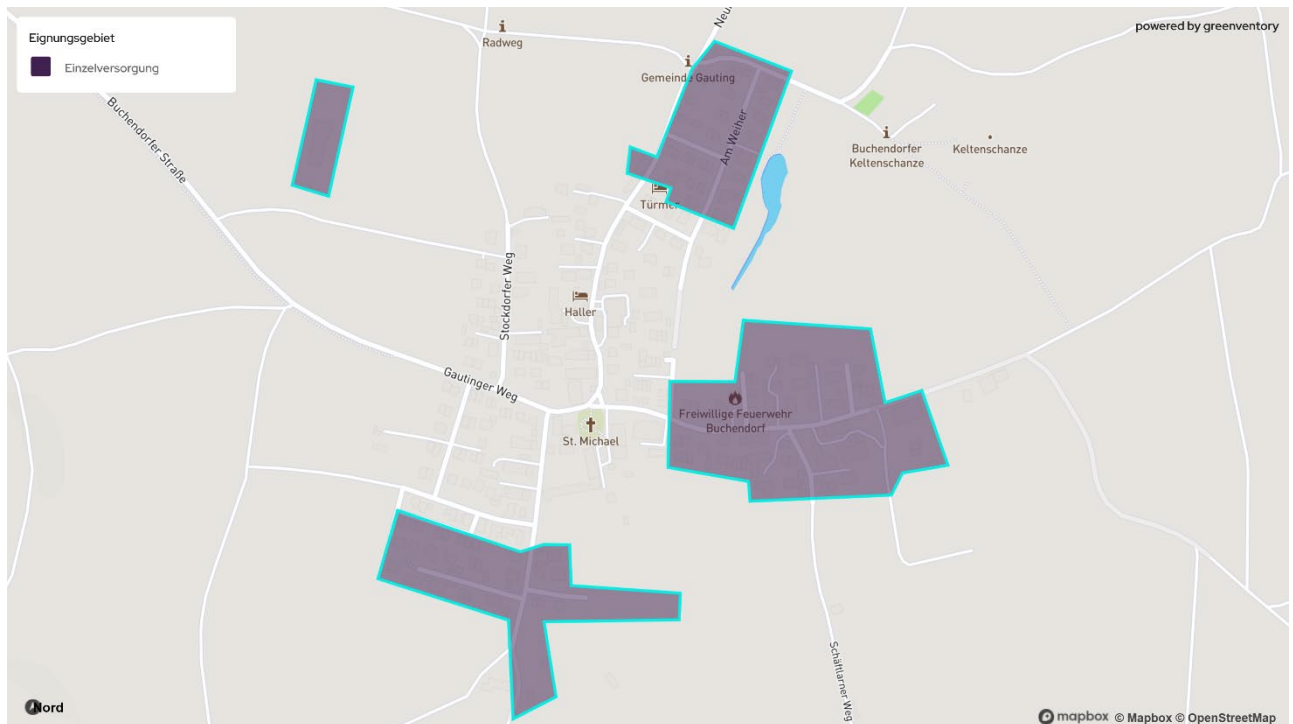 Eignungsgebiet
Einzelversorgung
powered by greenventory
Radweg
Neur
Gemeinde Gauting
Buchendorfer Straße
Am Weiher
Buchendorfer
Keltenschanze
Keltenschanze
Türmer
Stockdorfer Weg
Haller
Gautinger Weg
Freiwillige Feuerwehr
Buchendorf
St. Michael
Schäftlarner Weg
Nord
mapbox © Mapbox © OpenStreetMap